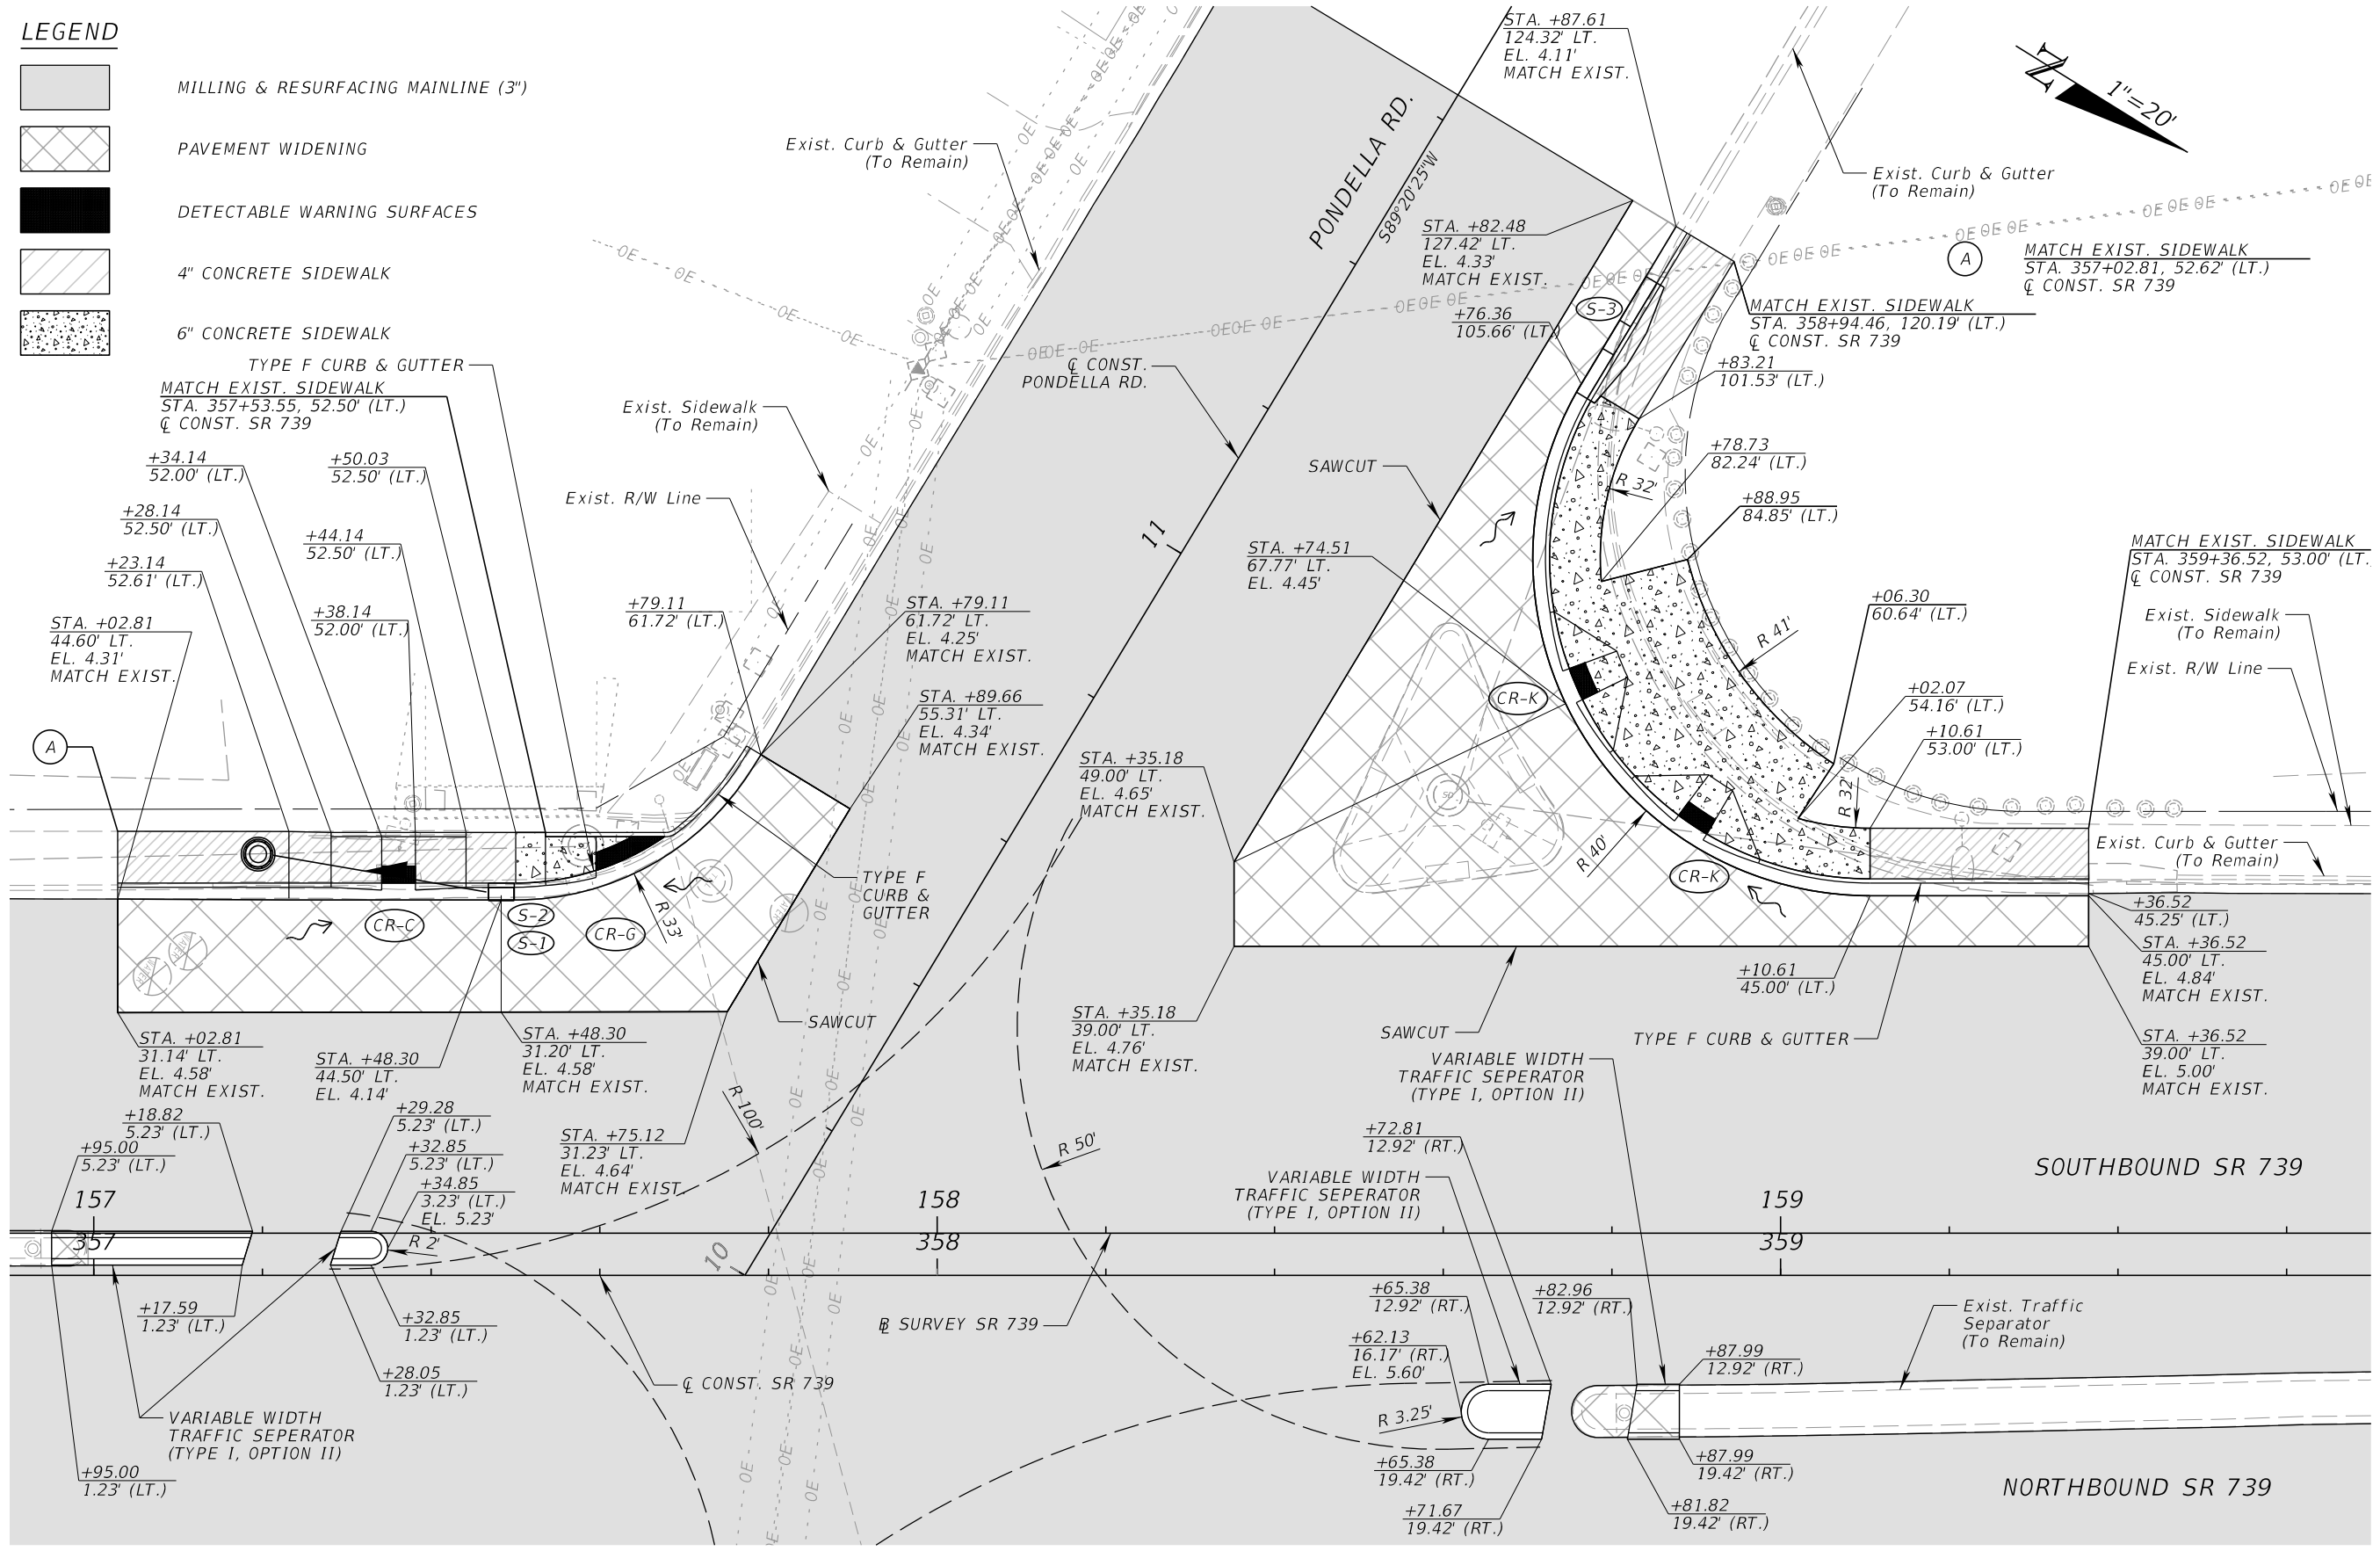 LEGEND
MILLING & RESURFACING MAINLINE (3")
PAVEMENT WIDENING
DETECTABLE WARNING SURFACES
4" CONCRETE SIDEWALK
6" CONCRETE SIDEWALK
TYPE F CURB & GUTTER
MATCH EXIST. SIDEWALK
STA. 357+53.55, 52.50' (LT.)
℄ CONST. SR 739
+34.14
52.00' (LT.)
+50.03
52.50' (LT.)
+28.14
52.50' (LT.)
+44.14
52.50' (LT.)
+23.14
52.61' (LT.)
+38.14
52.00' (LT.)
STA. +02.81
44.60' LT.
EL. 4.31'
MATCH EXIST.
A
Exist. Curb & Gutter
(To Remain)
Exist. Sidewalk
(To Remain)
Exist. R/W Line
+79.11
61.72' (LT.)
STA. +79.11
61.72' LT.
EL. 4.25'
MATCH EXIST.
STA. +89.66
55.31' LT.
EL. 4.34'
MATCH EXIST.
TYPE F
CURB &
GUTTER
SAWCUT
R 33'
CR-C
S-2
S-1
CR-G
STA. +02.81
31.14' LT.
EL. 4.58'
MATCH EXIST.
STA. +48.30
44.50' LT.
EL. 4.14'
STA. +48.30
31.20' LT.
EL. 4.58'
MATCH EXIST.
STA. +75.12
31.23' LT.
EL. 4.64'
MATCH EXIST.
R 100'
R 50'
PONDELLA RD.
S89°20'25"W
℄ CONST.
PONDELLA RD.
11
10
STA. +87.61
124.32' LT.
EL. 4.11'
MATCH EXIST.
STA. +82.48
127.42' LT.
EL. 4.33'
MATCH EXIST.
+76.36
105.66' (LT.)
S-3
N
1"=20'
Exist. Curb & Gutter
(To Remain)
A
MATCH EXIST. SIDEWALK
STA. 357+02.81, 52.62' (LT.)
℄ CONST. SR 739
MATCH EXIST. SIDEWALK
STA. 358+94.46, 120.19' (LT.)
℄ CONST. SR 739
+83.21
101.53' (LT.)
+78.73
82.24' (LT.)
+88.95
84.85' (LT.)
R 32'
SAWCUT
STA. +74.51
67.77' LT.
EL. 4.45'
R 41'
+06.30
60.64' (LT.)
+02.07
54.16' (LT.)
+10.61
53.00' (LT.)
R 32'
MATCH EXIST. SIDEWALK
STA. 359+36.52, 53.00' (LT.)
℄ CONST. SR 739
Exist. Sidewalk
(To Remain)
Exist. R/W Line
Exist. Curb & Gutter
(To Remain)
CR-K
R 40'
CR-K
STA. +35.18
49.00' LT.
EL. 4.65'
MATCH EXIST.
STA. +35.18
39.00' LT.
EL. 4.76'
MATCH EXIST.
SAWCUT
+10.61
45.00' (LT.)
TYPE F CURB & GUTTER
+36.52
45.25' (LT.)
STA. +36.52
45.00' LT.
EL. 4.84'
MATCH EXIST.
STA. +36.52
39.00' LT.
EL. 5.00'
MATCH EXIST.
VARIABLE WIDTH
TRAFFIC SEPERATOR
(TYPE I, OPTION II)
VARIABLE WIDTH
TRAFFIC SEPERATOR
(TYPE I, OPTION II)
SOUTHBOUND SR 739
+18.82
5.23' (LT.)
+95.00
5.23' (LT.)
+29.28
5.23' (LT.)
+32.85
5.23' (LT.)
+34.85
3.23' (LT.)
EL. 5.23'
R 2'
157
357
158
358
159
359
+17.59
1.23' (LT.)
+32.85
1.23' (LT.)
+28.05
1.23' (LT.)
VARIABLE WIDTH
TRAFFIC SEPERATOR
(TYPE I, OPTION II)
+95.00
1.23' (LT.)
℄ CONST. SR 739
BL SURVEY SR 739
+72.81
12.92' (RT.)
+65.38
12.92' (RT.)
+82.96
12.92' (RT.)
+62.13
16.17' (RT.)
EL. 5.60'
R 3.25'
+87.99
12.92' (RT.)
+65.38
19.42' (RT.)
+71.67
19.42' (RT.)
+87.99
19.42' (RT.)
+81.82
19.42' (RT.)
Exist. Traffic
Separator
(To Remain)
NORTHBOUND SR 739